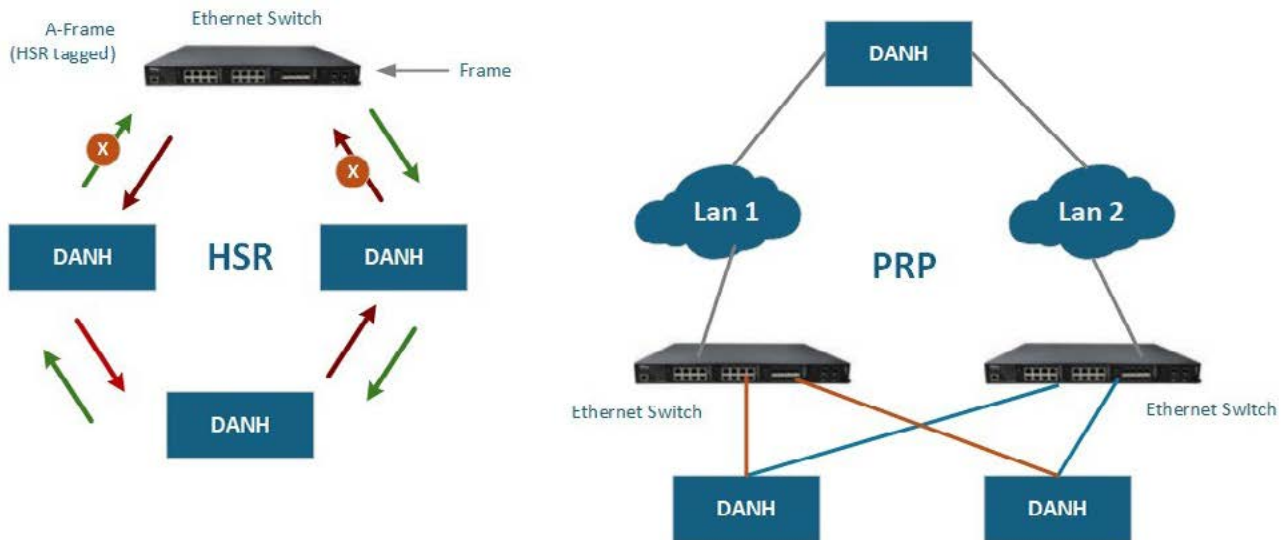 Ethernet Switch
A-Frame
(HSR tagged)
Frame
X
X
DANH
HSR
DANH
DANH
DANH
Lan 1
Lan 2
PRP
Ethernet Switch
Ethernet Switch
DANH
DANH